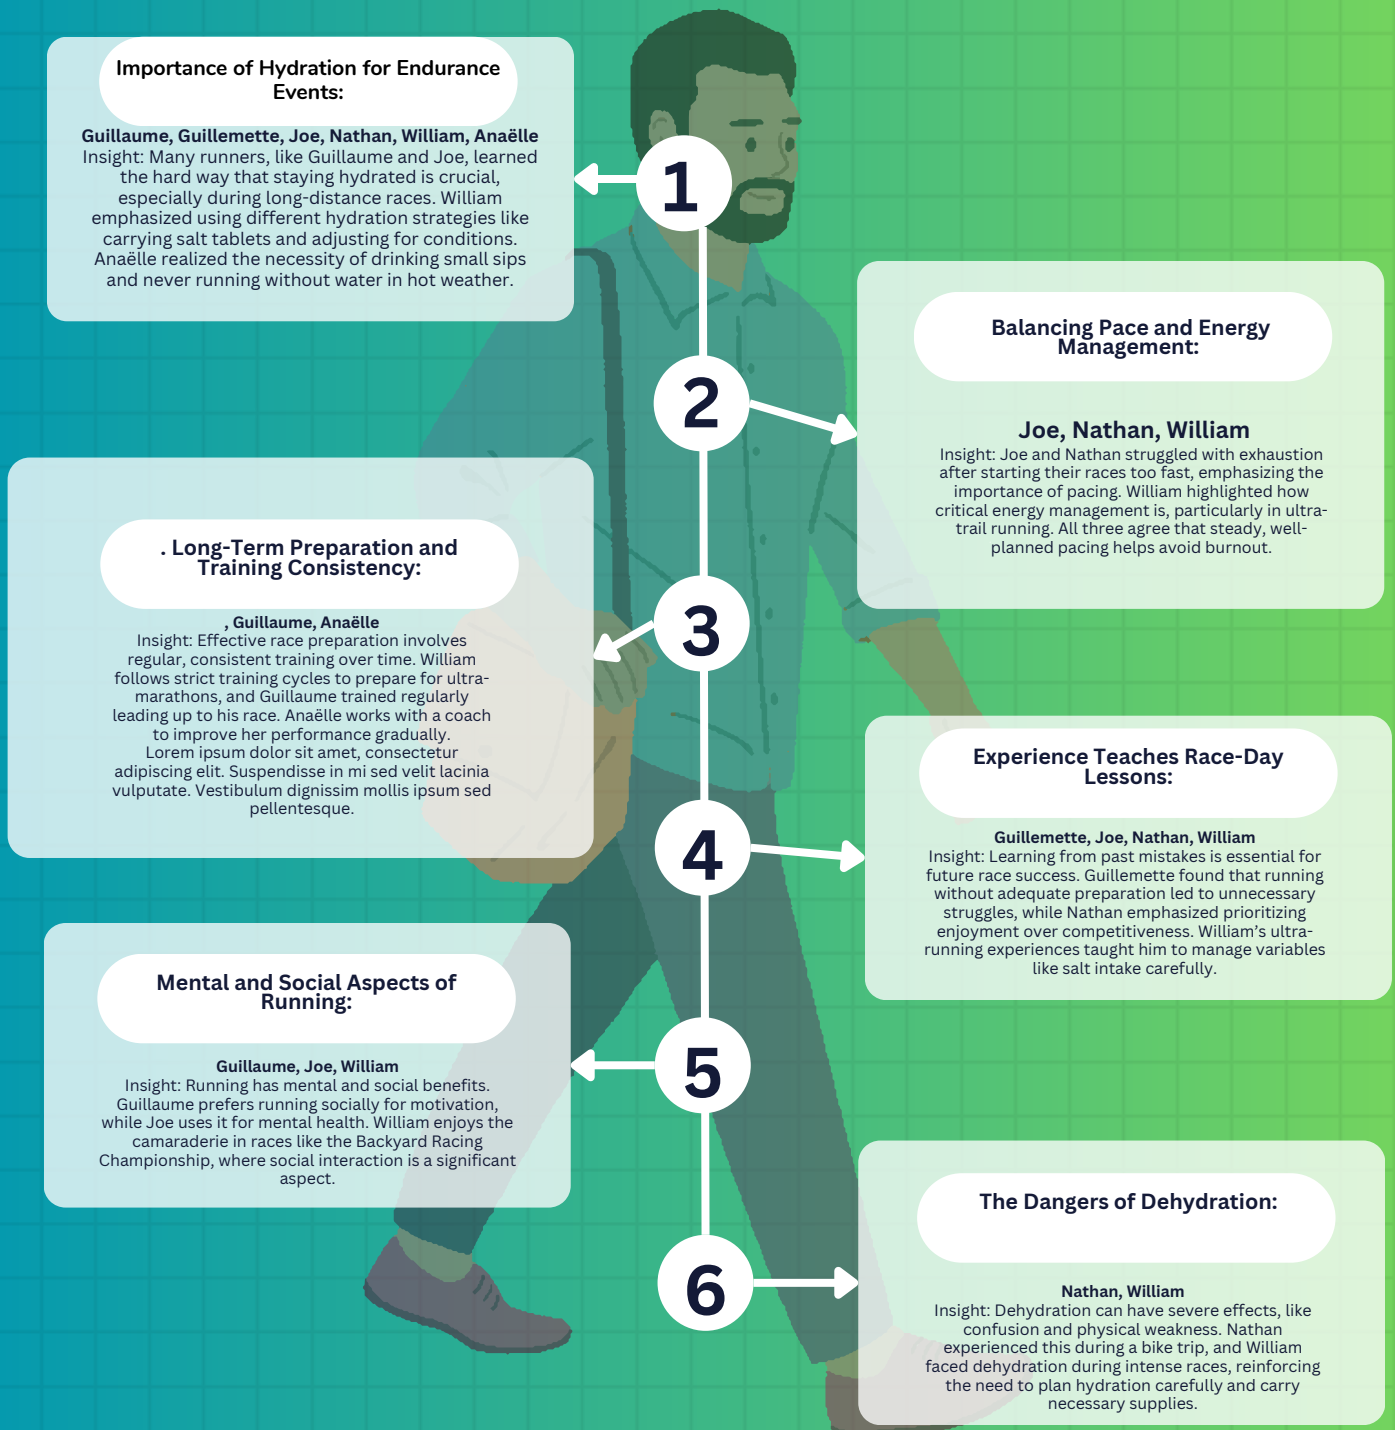 Importance of Hydration for Endurance
Events:
Guillaume, Guillemette, Joe, Nathan, William, Anaëlle
Insight: Many runners, like Guillaume and Joe, learned
the hard way that staying hydrated is crucial,
especially during long-distance races. William
emphasized using different hydration strategies like
carrying salt tablets and adjusting for conditions.
Anaëlle realized the necessity of drinking small sips
and never running without water in hot weather.
1
2
Balancing Pace and Energy
Management:
Joe, Nathan, William
Insight: Joe and Nathan struggled with exhaustion
after starting their races too fast, emphasizing the
importance of pacing. William highlighted how
critical energy management is, particularly in ultra-
trail running. All three agree that steady, well-
planned pacing helps avoid burnout.
3
. Long-Term Preparation and
Training Consistency:
, Guillaume, Anaëlle
Insight: Effective race preparation involves
regular, consistent training over time. William
follows strict training cycles to prepare for ultra-
marathons, and Guillaume trained regularly
leading up to his race. Anaëlle works with a coach
to improve her performance gradually.
Lorem ipsum dolor sit amet, consectetur
adipiscing elit. Suspendisse in mi sed velit lacinia
vulputate. Vestibulum dignissim mollis ipsum sed
pellentesque.
4
Experience Teaches Race-Day
Lessons:
Guillemette, Joe, Nathan, William
Insight: Learning from past mistakes is essential for
future race success. Guillemette found that running
without adequate preparation led to unnecessary
struggles, while Nathan emphasized prioritizing
enjoyment over competitiveness. William's ultra-
running experiences taught him to manage variables
like salt intake carefully.
5
Mental and Social Aspects of
Running:
Guillaume, Joe, William
Insight: Running has mental and social benefits.
Guillaume prefers running socially for motivation,
while Joe uses it for mental health. William enjoys the
camaraderie in races like the Backyard Racing
Championship, where social interaction is a significant
aspect.
6
The Dangers of Dehydration:
Nathan, William
Insight: Dehydration can have severe effects, like
confusion and physical weakness. Nathan
experienced this during a bike trip, and William
faced dehydration during intense races, reinforcing
the need to plan hydration carefully and carry
necessary supplies.